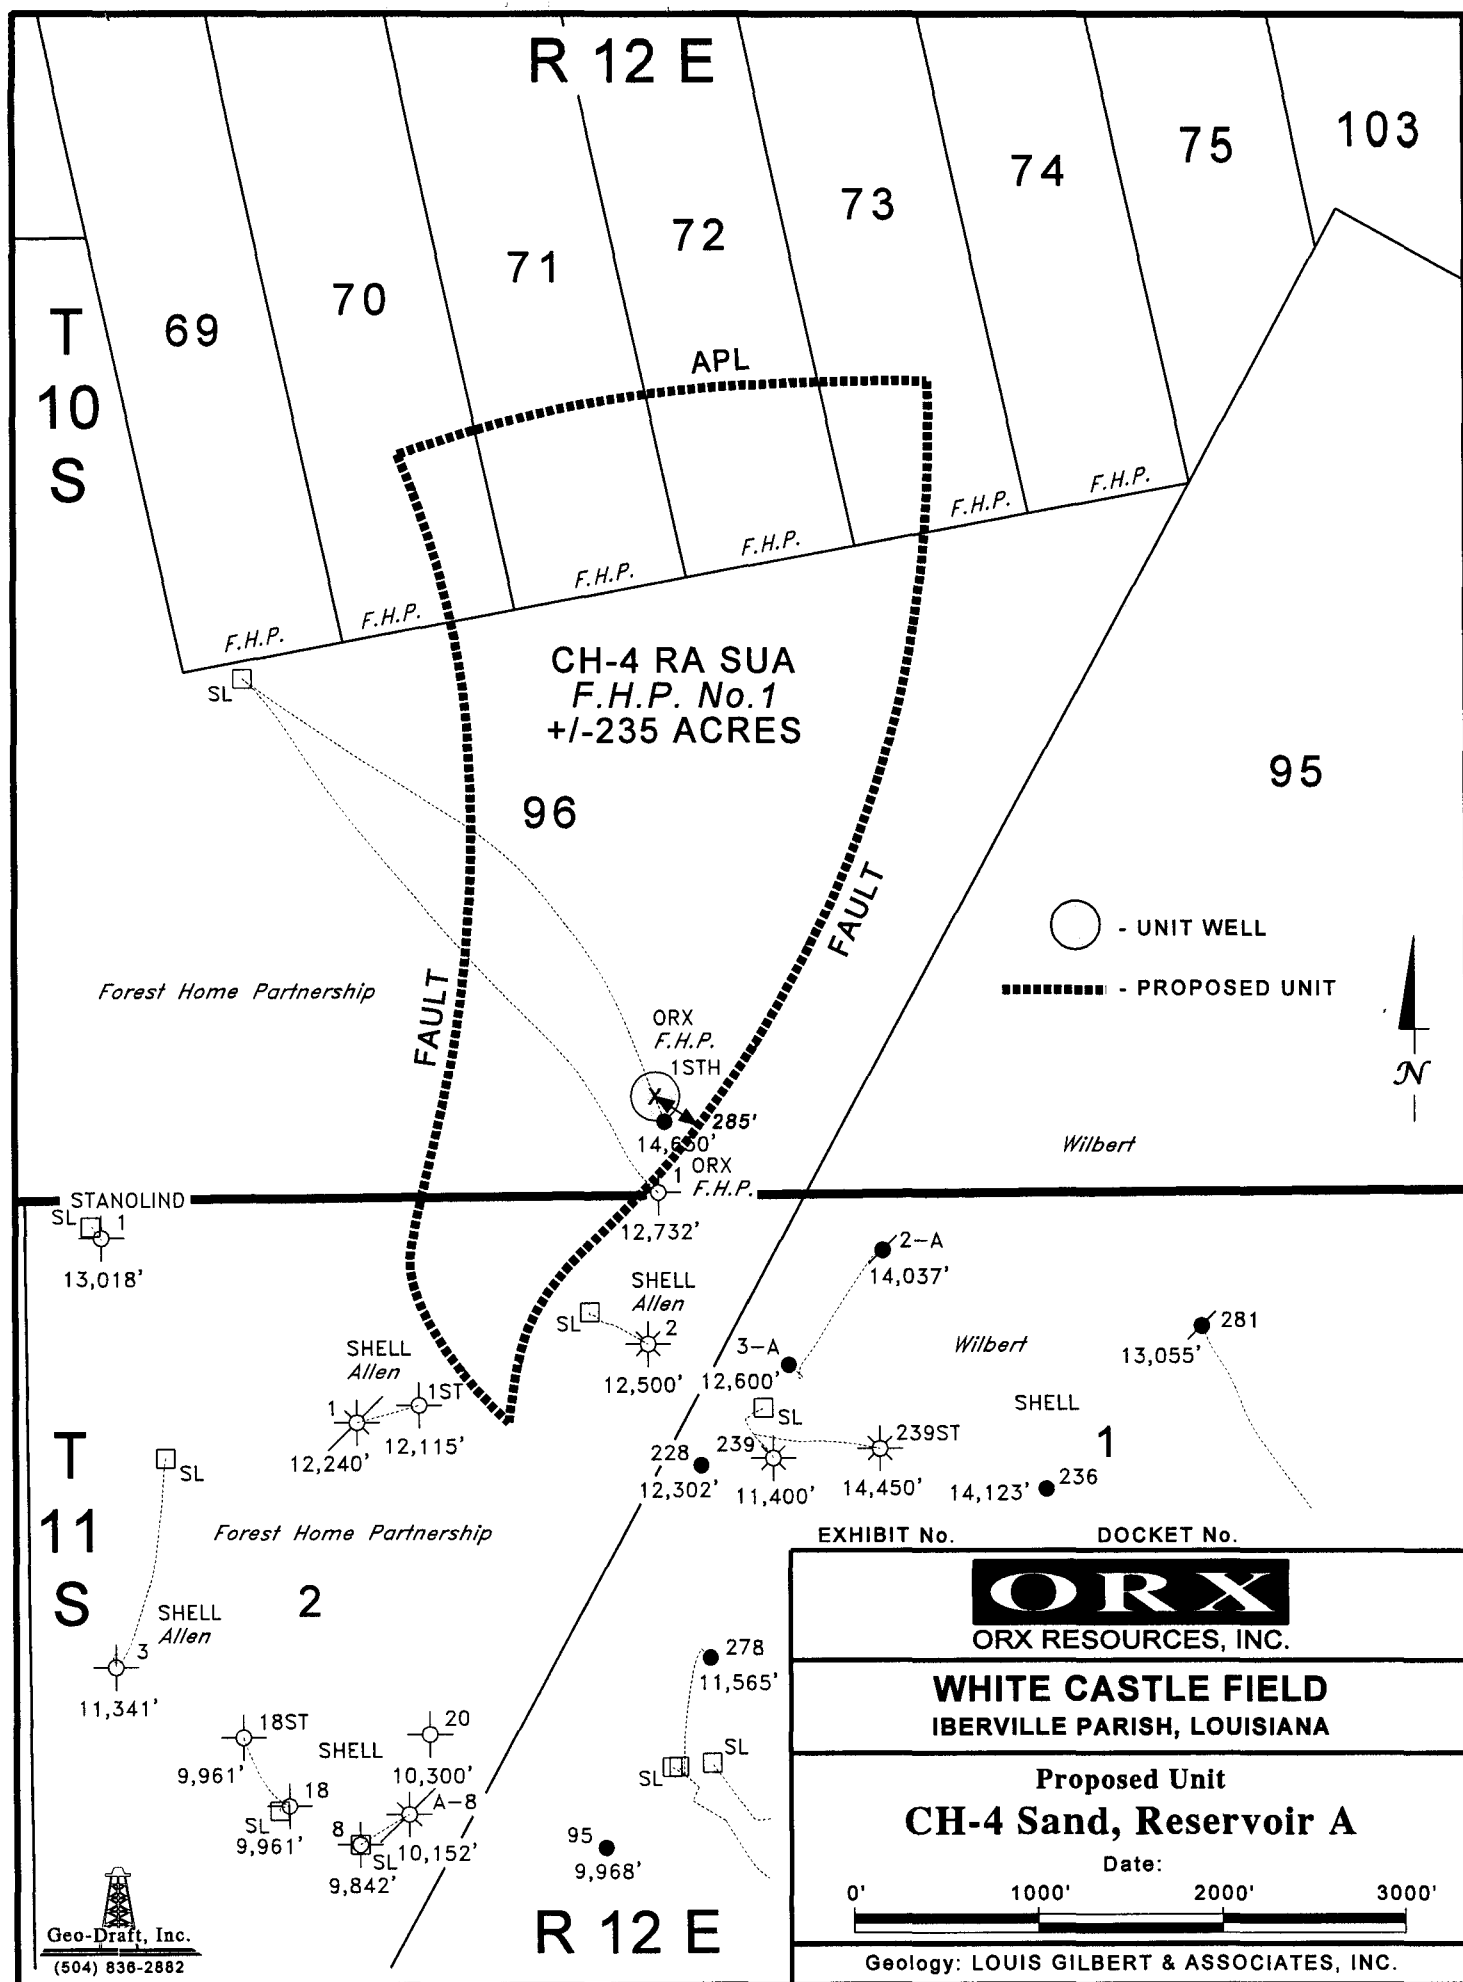 R 12 E
103
75
74
73
72
71
70
69
T
10
S
APL
F.H.P.
F.H.P.
F.H.P.
F.H.P.
F.H.P.
F.H.P.
SL
CH-4 RA SUA
F.H.P. No.1
+/-235 ACRES
96
95
FAULT
FAULT
- UNIT WELL
- PROPOSED UNIT
N
Forest Home Partnership
ORX
F.H.P.
1STH
X
285'
14,650'
Wilbert
ORX
1
F.H.P.
12,732'
STANOLIND
SL
1
13,018'
2-A
14,037'
SHELL
Allen
SL
2
12,500'
281
13,055'
Wilbert
3-A
12,600'
SL
SHELL
1
SHELL
Allen
1
1ST
12,240'
12,115'
239
239ST
228
12,302'
11,400'
14,450'
14,123'
236
T
11
S
SL
Forest Home Partnership
2
SHELL
Allen
3
11,341'
EXHIBIT No.
DOCKET No.
ORX
ORX RESOURCES, INC.
WHITE CASTLE FIELD
IBERVILLE PARISH, LOUISIANA
Proposed Unit
CH-4 Sand, Reservoir A
Date:
0'
1000'
2000'
3000'
Geology: LOUIS GILBERT & ASSOCIATES, INC.
278
11,565'
SL
SL
18ST
9,961'
SHELL
20
10,300'
18
SL
9,961'
A-8
10,152'
8
SL
9,842'
95
9,968'
R 12 E
Geo-Draft, Inc.
(504) 836-2882